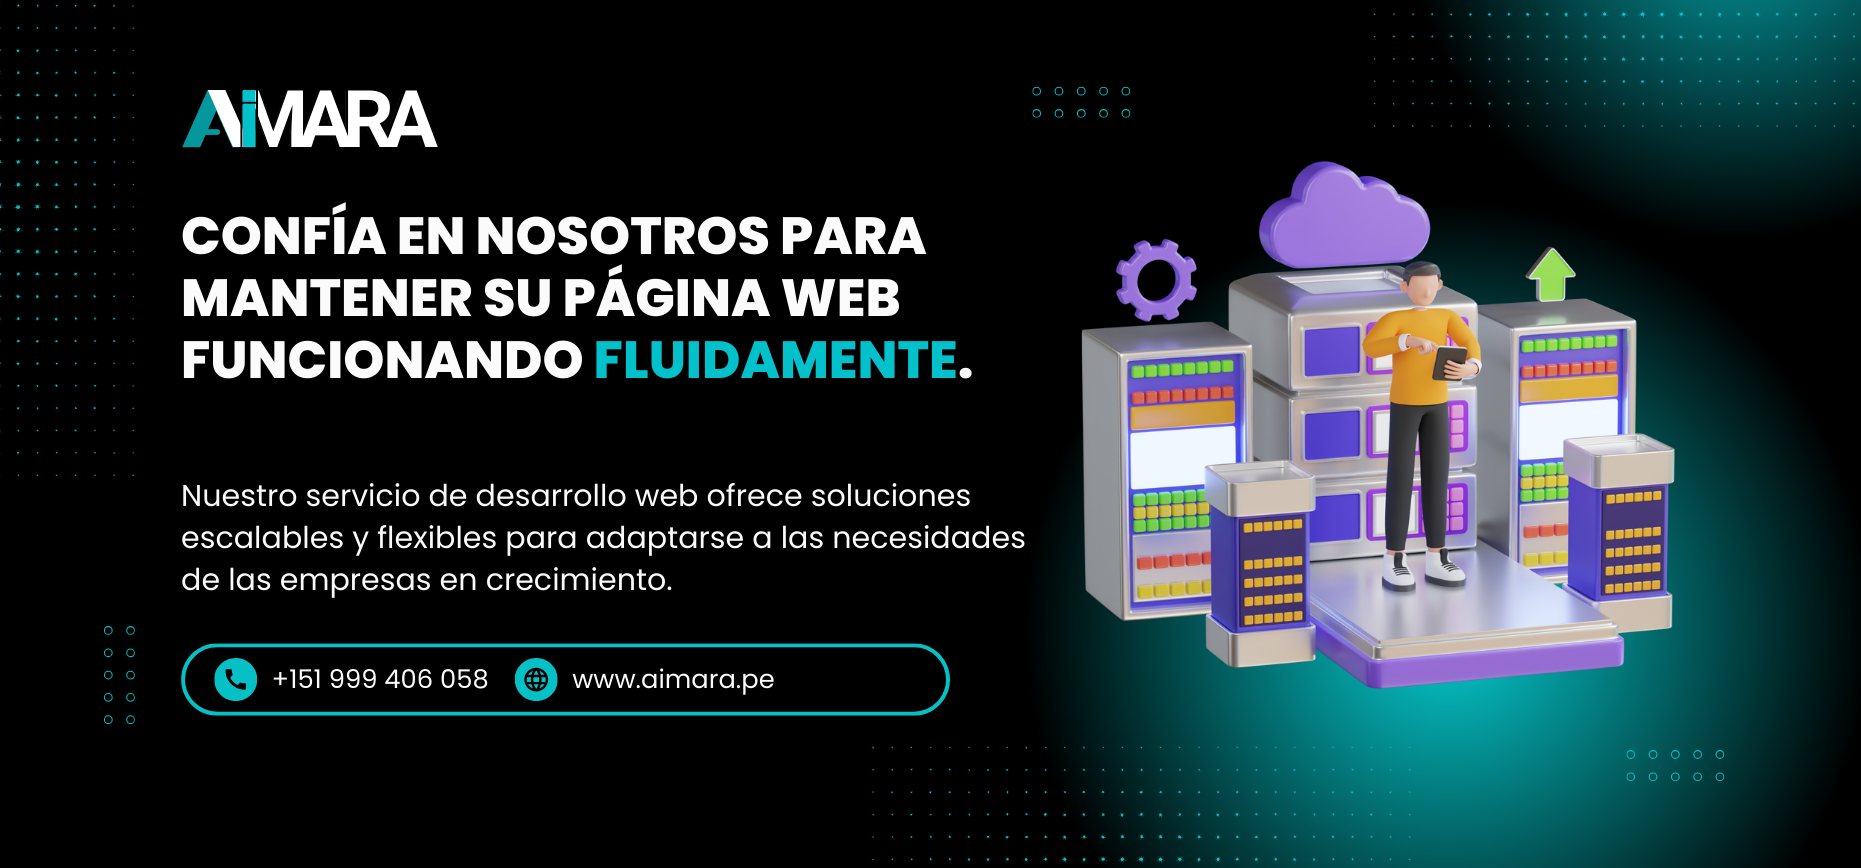 AiMARA
CONFÍA EN NOSOTROS PARA
MANTENER SU PÁGINA WEB
FUNCIONANDO FLUIDAMENTE.
Nuestro servicio de desarrollo web ofrece soluciones
escalables y flexibles para adaptarse a las necesidades
de las empresas en crecimiento.
+151 999 406 058 www.aimara.pe